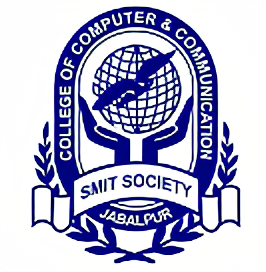 COLLEGE OF COMPUTER & COMMUNICATION
SMIT SOCIETY
JABALPUR